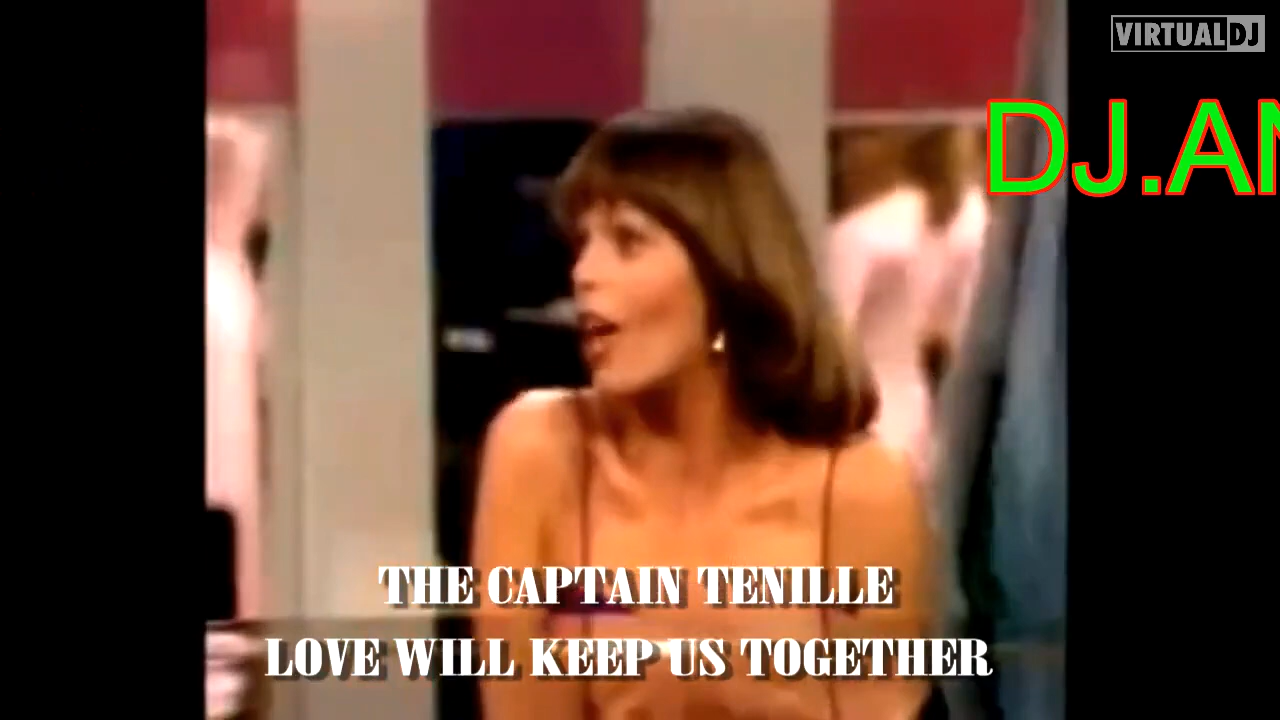 VIRTUALDJ
DJ.AN
THE CAPTAIN TENILLE
LOVE WILL KEEP US TOGETHER